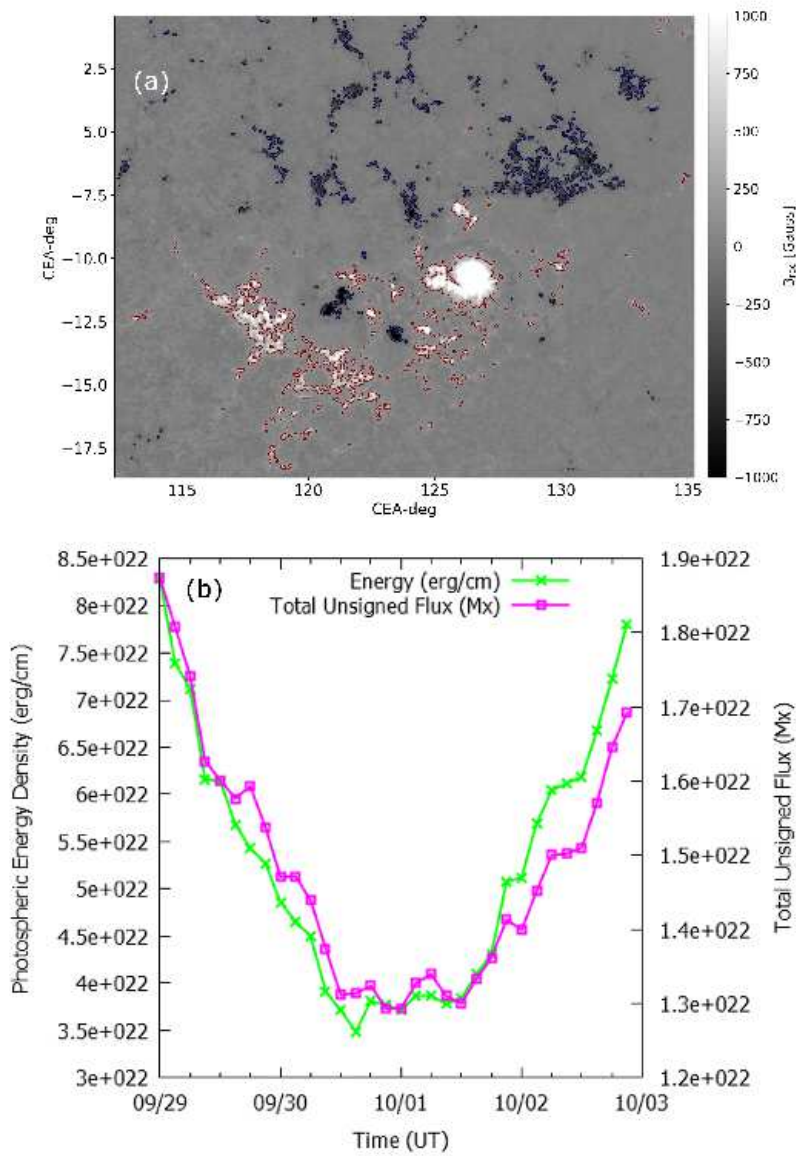 (a)
2.5
5.0
−7.5
−10.0
−12.5
−15.0
−17.5
CEA-deg
115
120
125
130
135
CEA-deg
1000
750
500
250
0
−250
−500
−750
−1000
[Gauss]
(b)
Energy (erg/cm)
Total Unsigned Flux (Mx)
8.5e+022
8e+022
7.5e+022
7e+022
6.5e+022
6e+022
5.5e+022
5e+022
4.5e+022
4e+022
3.5e+022
3e+022
Photospheric Energy Density (erg/cm)
1.9e+022
1.8e+022
1.7e+022
1.6e+022
1.5e+022
1.4e+022
1.3e+022
1.2e+022
Total Unsigned Flux (Mx)
09/29
09/30
10/01
10/02
10/03
Time (UT)